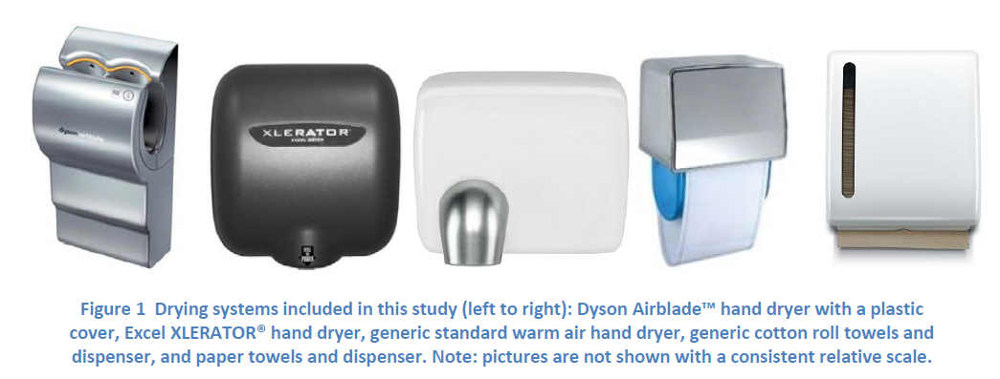 dyson airblade
XLERATOR®
EXCEL DRYER
Figure 1 Drying systems included in this study (left to right): Dyson Airblade™ hand dryer with a plastic
cover, Excel XLERATOR® hand dryer, generic standard warm air hand dryer, generic cotton roll towels and
dispenser, and paper towels and dispenser. Note: pictures are not shown with a consistent relative scale.